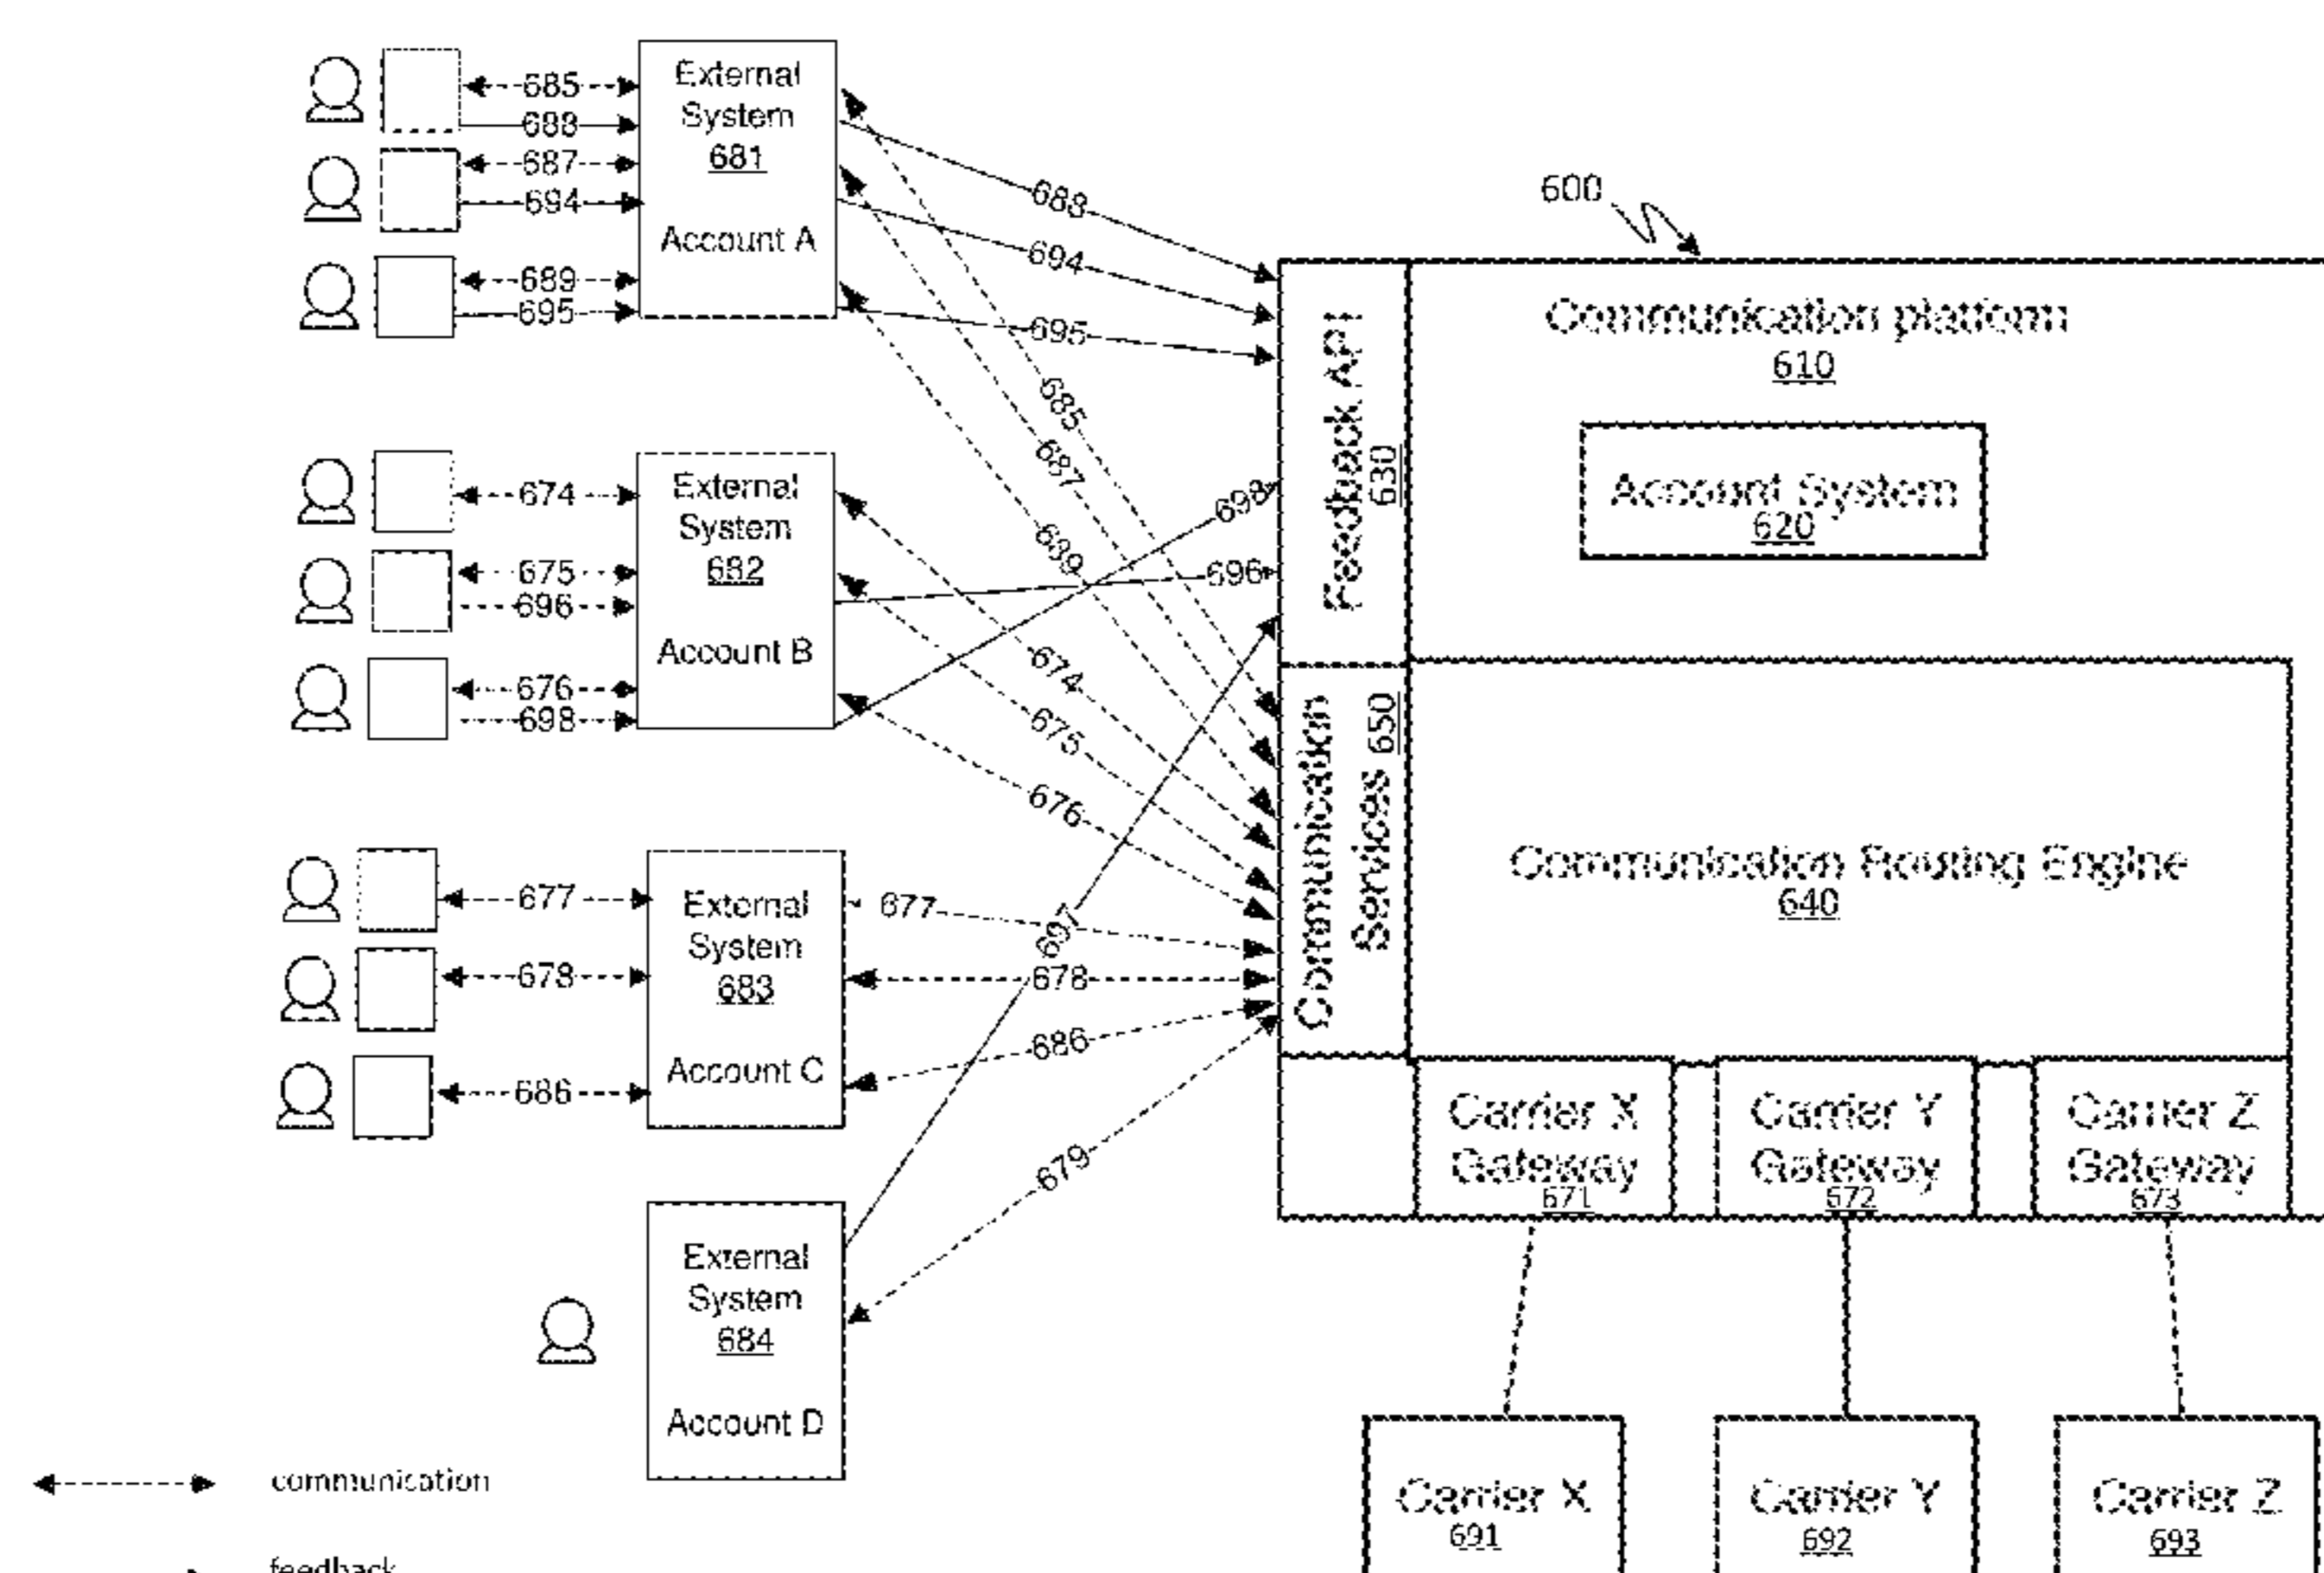 685
688
687
694
689
695
External
System
681
Account A
688
694
695
685
687
689
600
Communication platform
610
Account System
620
Feedback API
630
674
675
696
676
698
External
System
682
Account B
698
696
674
675
676
Communication
Services 650
Communication Routing Engine
640
677
678
686
External
System
683
Account C
677
678
686
697
679
Carrier X
Gateway
671
Carrier Y
Gateway
672
Carrier Z
Gateway
673
External
System
684
Account D
Carrier X
691
Carrier Y
692
Carrier Z
693
communication
feedback